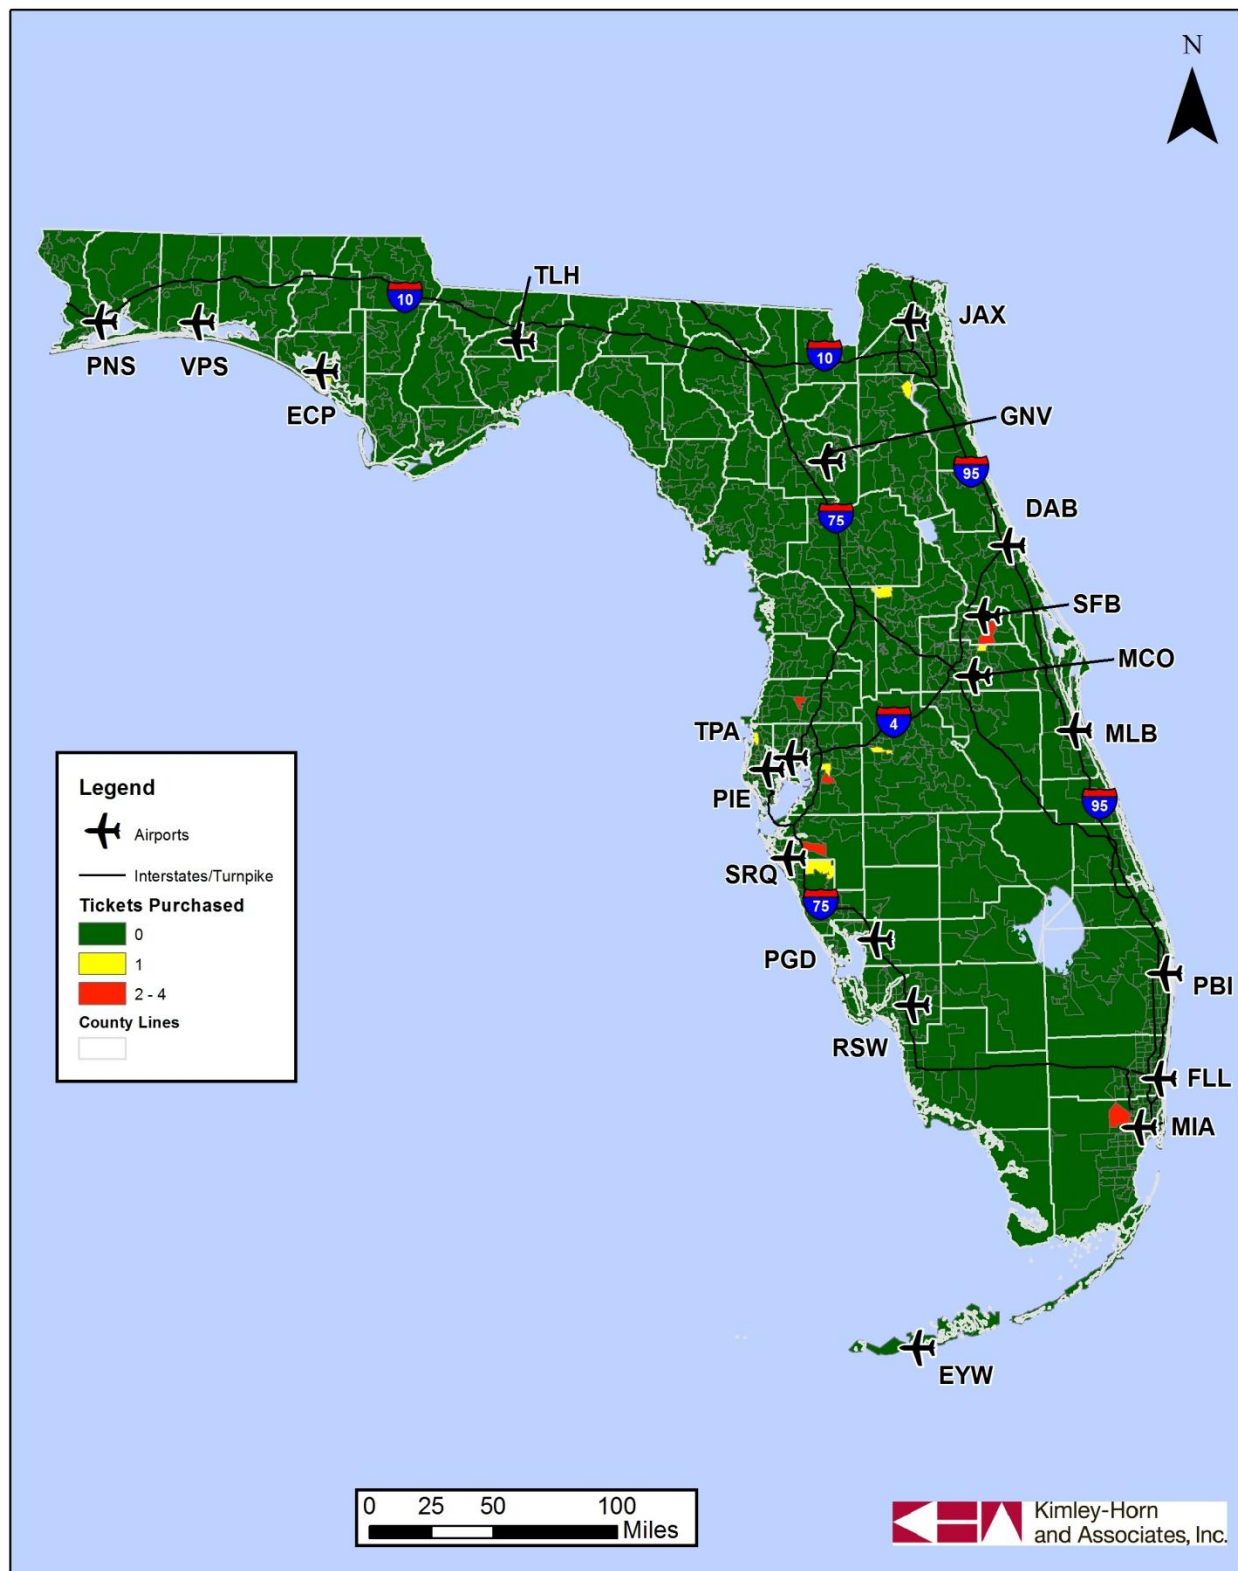 N
TLH
10
JAX
PNS
VPS
10
ECP
GNV
95
75
DAB
SFB
MCO
4
TPA
MLB
Legend
Airports
Interstates/Turnpike
Tickets Purchased
0
1
2 - 4
County Lines
PIE
95
SRQ
75
PGD
PBI
RSW
FLL
MIA
EYW
0 25 50 100
Miles
Kimley-Horn
and Associates, Inc.